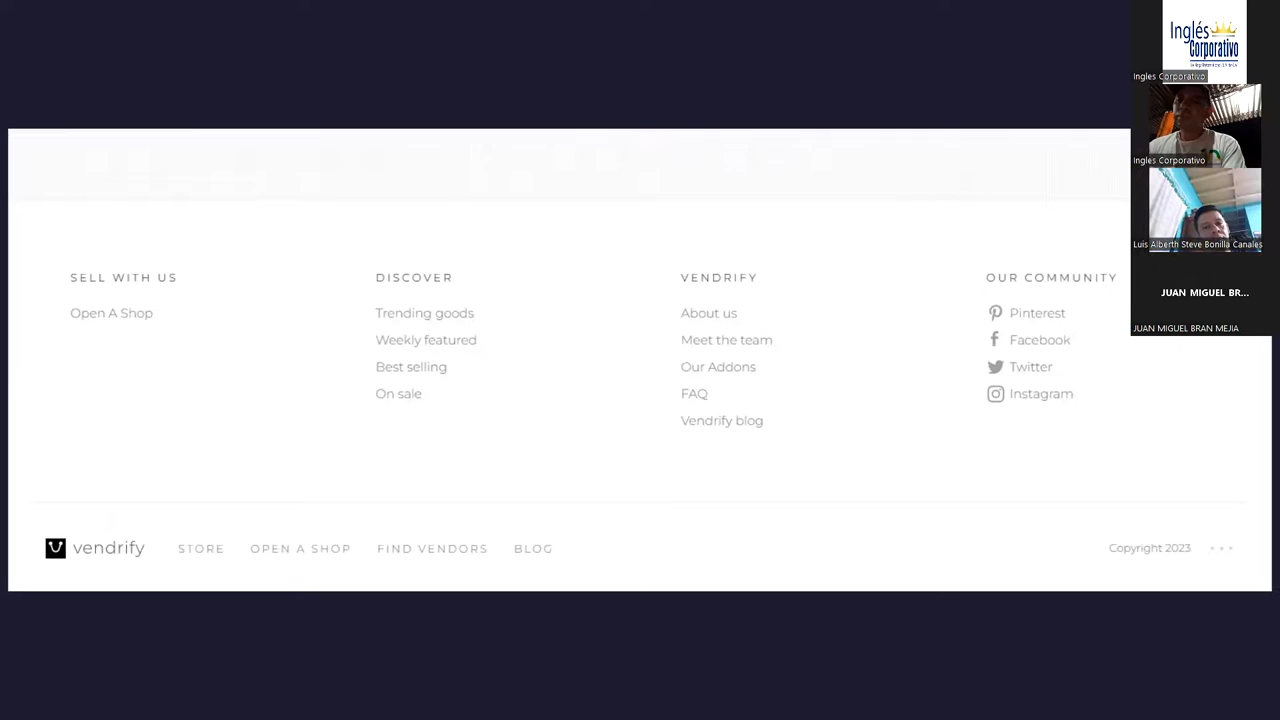 SELL WITH US
Open A Shop
DISCOVER
Trending goods
Weekly featured
Best selling
On sale
VENDRIFY
About us
Meet the team
Our Addons
FAQ
Vendrify blog
OUR COMMUNITY
Pinterest
Facebook
Twitter
Instagram
vendrify
STORE
OPEN A SHOP
FIND VENDORS
BLOG
Copyright 2023
Inglés
Corporativo
Ingles Corporativo
Ingles Corporativo
Luis Alberth Steve Bonilla Canales
JUAN MIGUEL BR...
JUAN MIGUEL BRAN MEJIA